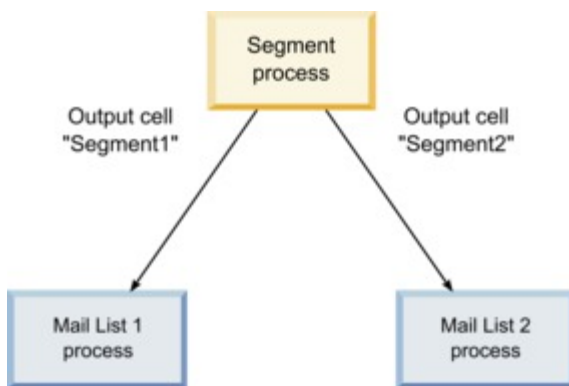 Segment
process
Output cell
"Segment1"
Output cell
"Segment2"
Mail List 1
process
Mail List 2
process